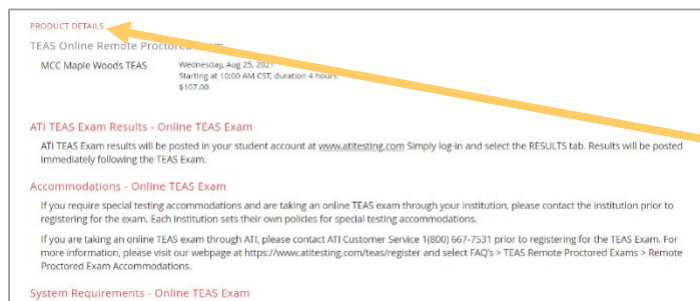 PRODUCT DETAILS
TEAS Online Remote Proctored Exam
MCC Maple Woods TEAS
Wednesday, Aug 25, 2021
Starting at 10:00 AM CST, duration 4 hours
$107.00
ATI TEAS Exam Results - Online TEAS Exam
ATI TEAS Exam results will be posted in your student account at www.atitesting.com Simply log-in and select the RESULTS tab. Results will be posted
immediately following the TEAS Exam.
Accommodations - Online TEAS Exam
If you require special testing accommodations and are taking an online TEAS exam through your institution, please contact the institution prior to
registering for the exam. Each institution sets their own policies for special testing accommodations.
If you are taking an online TEAS exam through ATI, please contact ATI Customer Service 1(800) 667-7531 prior to registering for the TEAS Exam. For
more information, please visit our webpage at https://www.atitesting.com/teas/register and select FAQ's > TEAS Remote Proctored Exams > Remote
Proctored Exam Accommodations.
System Requirements - Online TEAS Exam